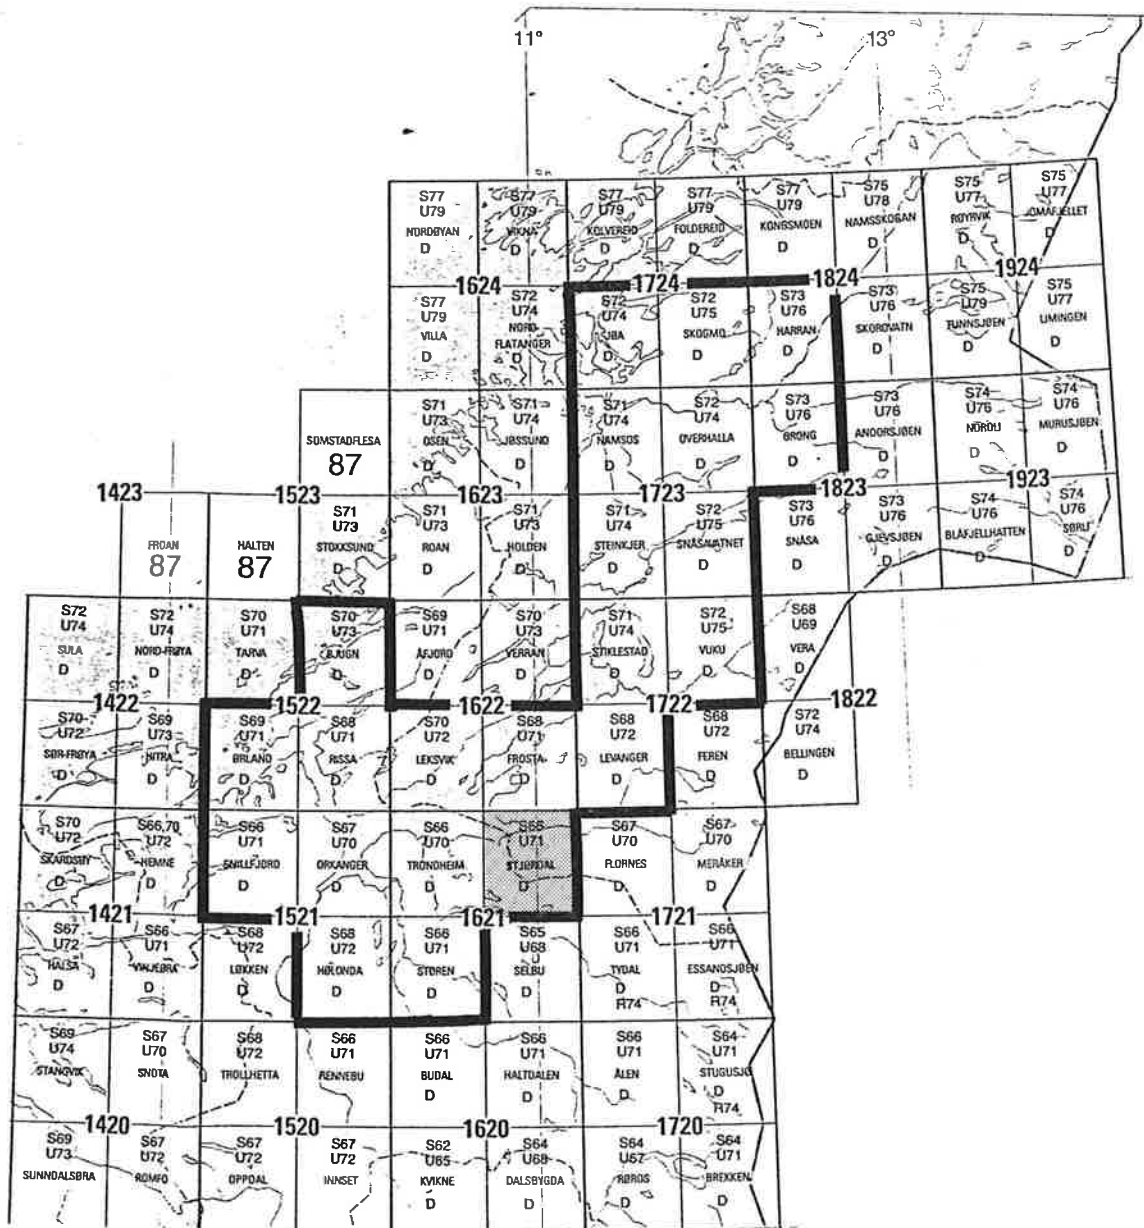 11°
13°
S77
U79
NORDØYAN
D
S77
U79
VIKNA
D
S77
U79
KOLVEREID
D
S77
U79
FOLDEREID
D
S77
U79
KONGSMOEN
D
S75
U78
NAMSSKOGAN
D
S75
U77
RØYRVIK
D
S75
U77
JOMAFJELLET
D
1624
1724
1824
1924
S77
U79
VILLA
D
S72
U74
NORD-
FLATANGER
D
S72
U74
JØA
D
S72
U75
SKOGMO
D
S73
U76
HARRAN
D
S73
U76
SKOROVATN
D
S75
U79
TUNNSJØEN
D
S75
U77
LIMINGEN
D
SOMSTADFLESA
87
S71
U73
OSEN
D
S71
U74
JØSSUND
D
S71
U74
NAMSOS
D
S72
U74
OVERHALLA
D
S73
U76
GRONG
D
S73
U76
ANDORSJØEN
D
S74
U76
NORDLI
D
S74
U76
MURUSJØEN
D
1423
1523
1623
1723
1823
1923
FROAN
87
HALTEN
87
S71
U73
STOKKSUND
D
S71
U73
ROAN
D
S71
U73
HOLDEN
D
S71
U74
STEINKJER
D
S72
U75
SNÅSAVATNET
D
S73
U76
SNÅSA
D
S73
U76
GJEVSJØEN
D
S74
U76
BLÅFJELLHATTEN
D
S74
U76
SØRLI
D
S72
U74
SULA
D
S72
U74
NORD-FRØYA
D
S70
U71
TARVA
D
S70
U73
BJUGN
D
S69
U71
ÅFJORD
D
S70
U73
VERRAN
D
S71
U74
STIKLESTAD
D
S72
U75
VUKU
D
S68
U69
VERA
D
1422
1522
1622
1722
1822
S70
U72
SØR-FRØYA
D
S69
U73
HITRA
D
S69
U71
ØRLAND
D
S68
U71
RISSA
D
S70
U72
LEKSVIK
D
S68
U71
FROSTA
D
S68
U72
LEVANGER
D
S68
U72
FEREN
D
S72
U74
BELLINGEN
D
S70
U72
SKARDSØY
D
S66,70
U72
HEMNE
D
S66
U71
SNILLFJORD
D
S67
U70
ORKANGER
D
S66
U70
TRONDHEIM
D
S66
U71
STJØRDAL
D
S67
U70
FLORNES
D
S67
U70
MERÅKER
D
1421
1521
1621
1721
S67
U72
HALSA
D
S66
U71
VINJEØRA
D
S68
U72
LØKKEN
D
S68
U72
HØLONDA
D
S66
U71
STØREN
D
S65
U68
SELBU
D
S66
U71
TYDAL
D
R74
S66
U71
ESSANDSJØEN
D
R74
S69
U74
STANGVIK
S67
U70
SNOTA
S68
U72
TROLLHETTA
S66
U71
RENNEBU
S66
U71
BUDAL
D
S66
U71
HALTDALEN
D
S66
U71
ÅLEN
D
S64
U71
STUGUSJØ
D
R74
1420
1520
1620
1720
S69
U73
SUNNDALSØRA
S67
U72
ROMFO
S67
U72
OPPDAL
S67
U72
INNSET
S62
U65
KVIKNE
D
S64
U68
DALSBYGDA
D
S64
U67
RØROS
D
S64
U71
BREKKEN
D